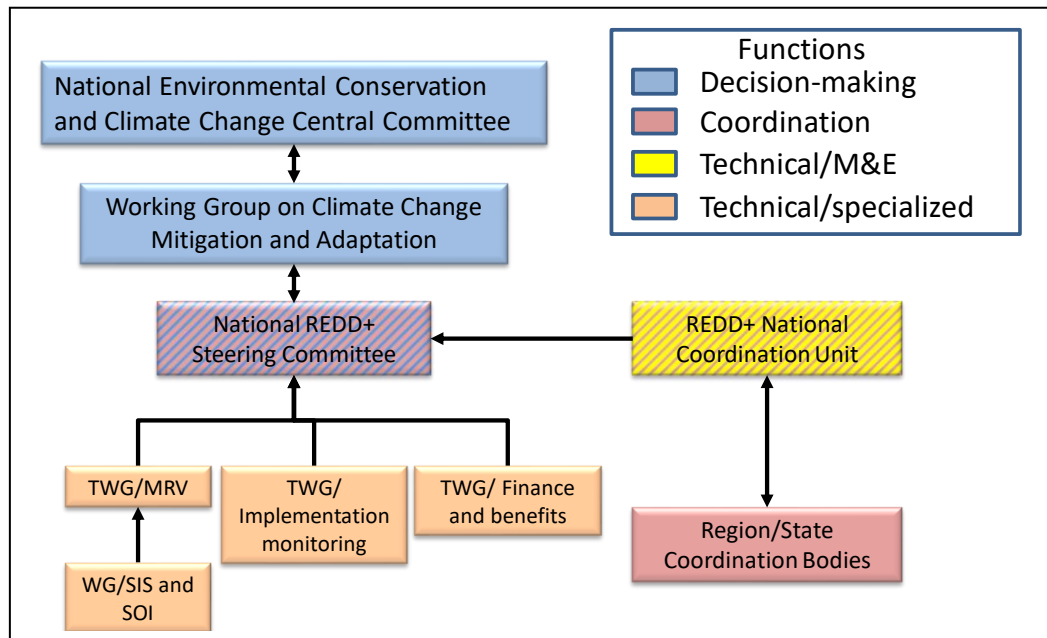 Functions
Decision-making
Coordination
Technical/M&E
Technical/specialized
National Environmental Conservation
and Climate Change Central Committee
Working Group on Climate Change
Mitigation and Adaptation
National REDD+
Steering Committee
REDD+ National
Coordination Unit
TWG/MRV
TWG/
Implementation
monitoring
TWG/ Finance
and benefits
WG/SIS and
SOI
Region/State
Coordination Bodies